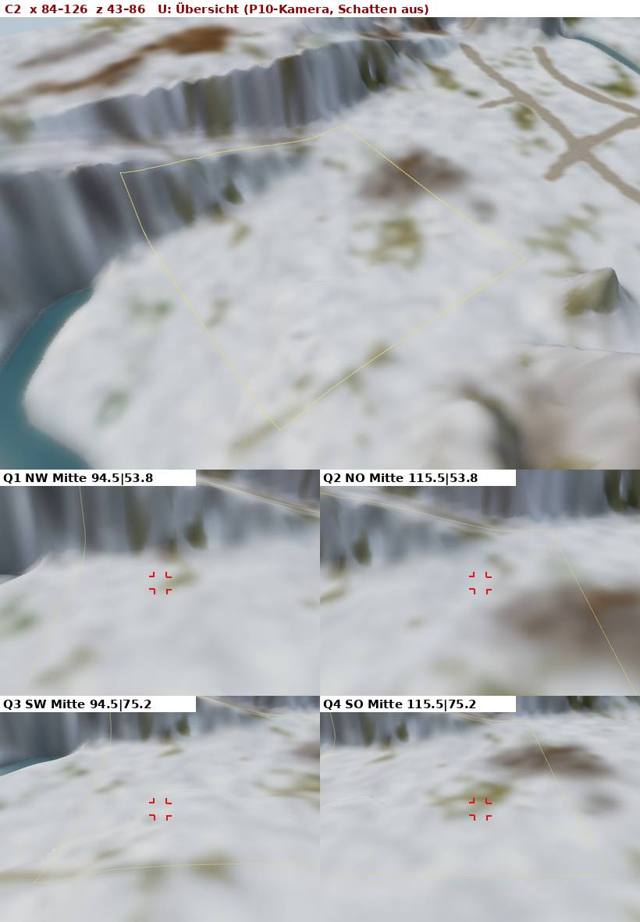 C2  x 84–126  z 43–86   U: Übersicht (P10-Kamera, Schatten aus)
Q1 NW Mitte 94.5|53.8
Q2 NO Mitte 115.5|53.8
Q3 SW Mitte 94.5|75.2
Q4 SO Mitte 115.5|75.2